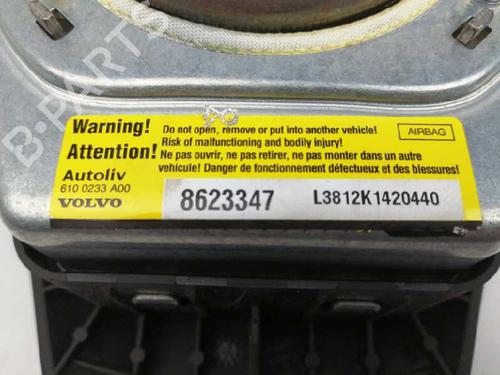 B-PARTS
Warning!
Do not open, remove or put into another vehicle!
AIRBAG
Risk of malfunctioning and bodily injury!
Attention!
Ne pas ouvrir, ne pas retirer, ne pas monter dans un autre
véhicule! Danger de fonctionnement défectueux et des blessures!
Autoliv
610 0233 A00
VOLVO
8623347
L3812K1420440